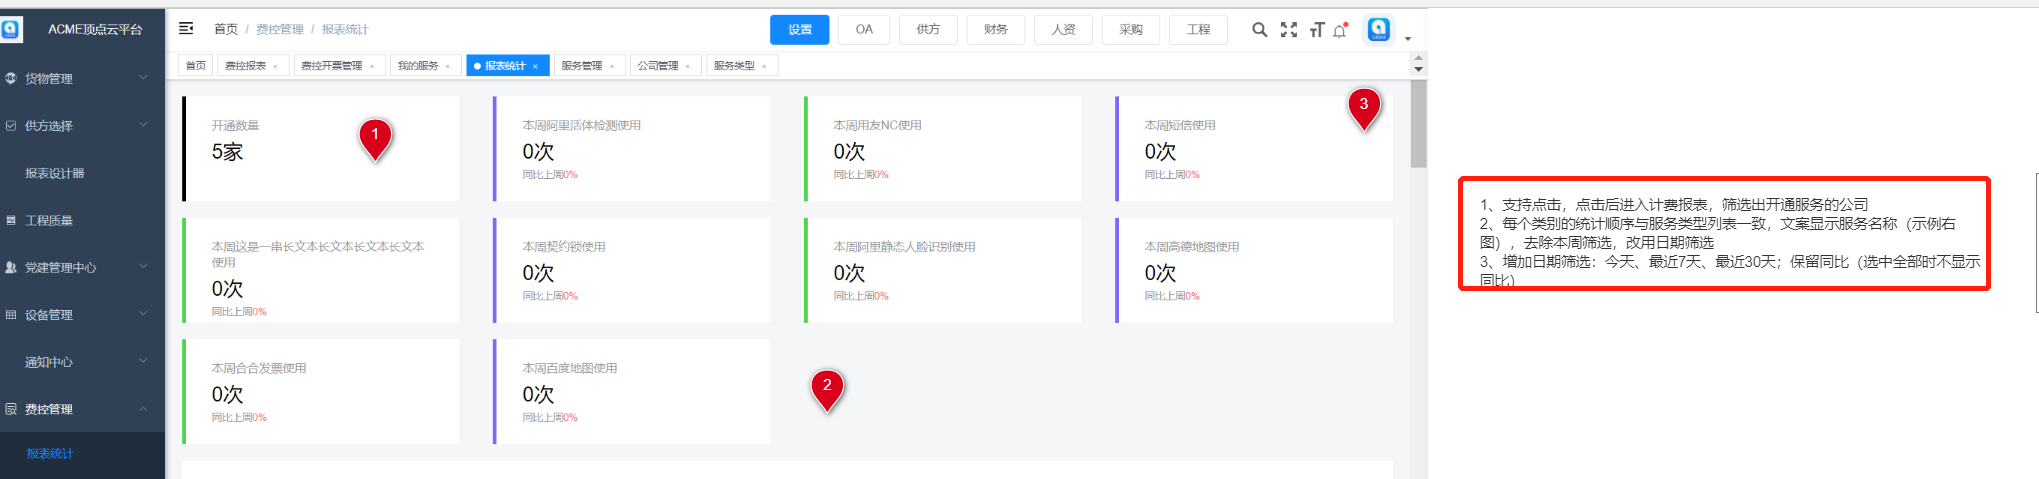 ACME顶点云平台
首页 / 费控管理 / 报表统计
设置
OA
供方
财务
人资
采购
工程
首页
费控报表 ×
费控开票管理 ×
我的服务 ×
报表统计 ×
服务管理 ×
公司管理 ×
服务类型 ×
货物管理
供方选择
报表设计器
工程质量
党建管理中心
设备管理
通知中心
费控管理
报表统计
开通数量
5家
1
本周阿里活体检测使用
0次
同比上周0%
本周用友NC使用
0次
同比上周0%
本周短信使用
0次
同比上周0%
3
本周这是一串长文本长文本长文本长文本
使用
0次
同比上周0%
本周契约锁使用
0次
同比上周0%
本周阿里静态人脸识别使用
0次
同比上周0%
本周高德地图使用
0次
同比上周0%
本周合合发票使用
0次
同比上周0%
本周百度地图使用
0次
同比上周0%
2
1、支持点击，点击后进入计费报表，筛选出开通服务的公司
2、每个类别的统计顺序与服务类型列表一致，文案显示服务名称（示例右
图），去除本周筛选，改用日期筛选
3、增加日期筛选：今天、最近7天、最近30天；保留同比（选中全部时不显示
同比）